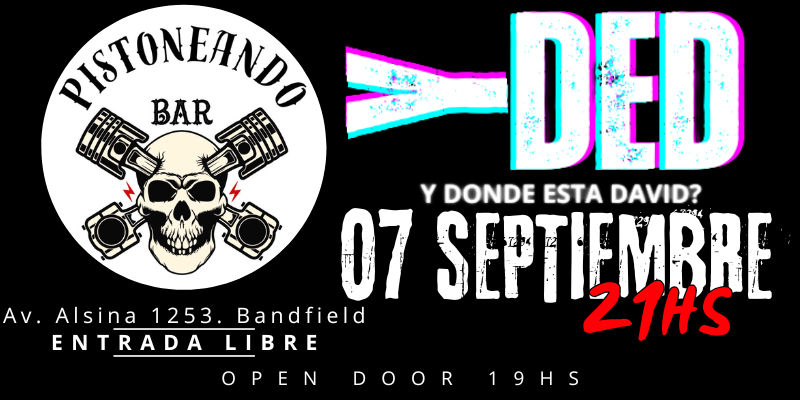 PISTONEANDO
BAR
YDED
Y DONDE ESTA DAVID?
07 SEPTIEMBRE
21HS
Av. Alsina 1253. Bandfield
ENTRADA LIBRE
OPEN DOOR 19HS